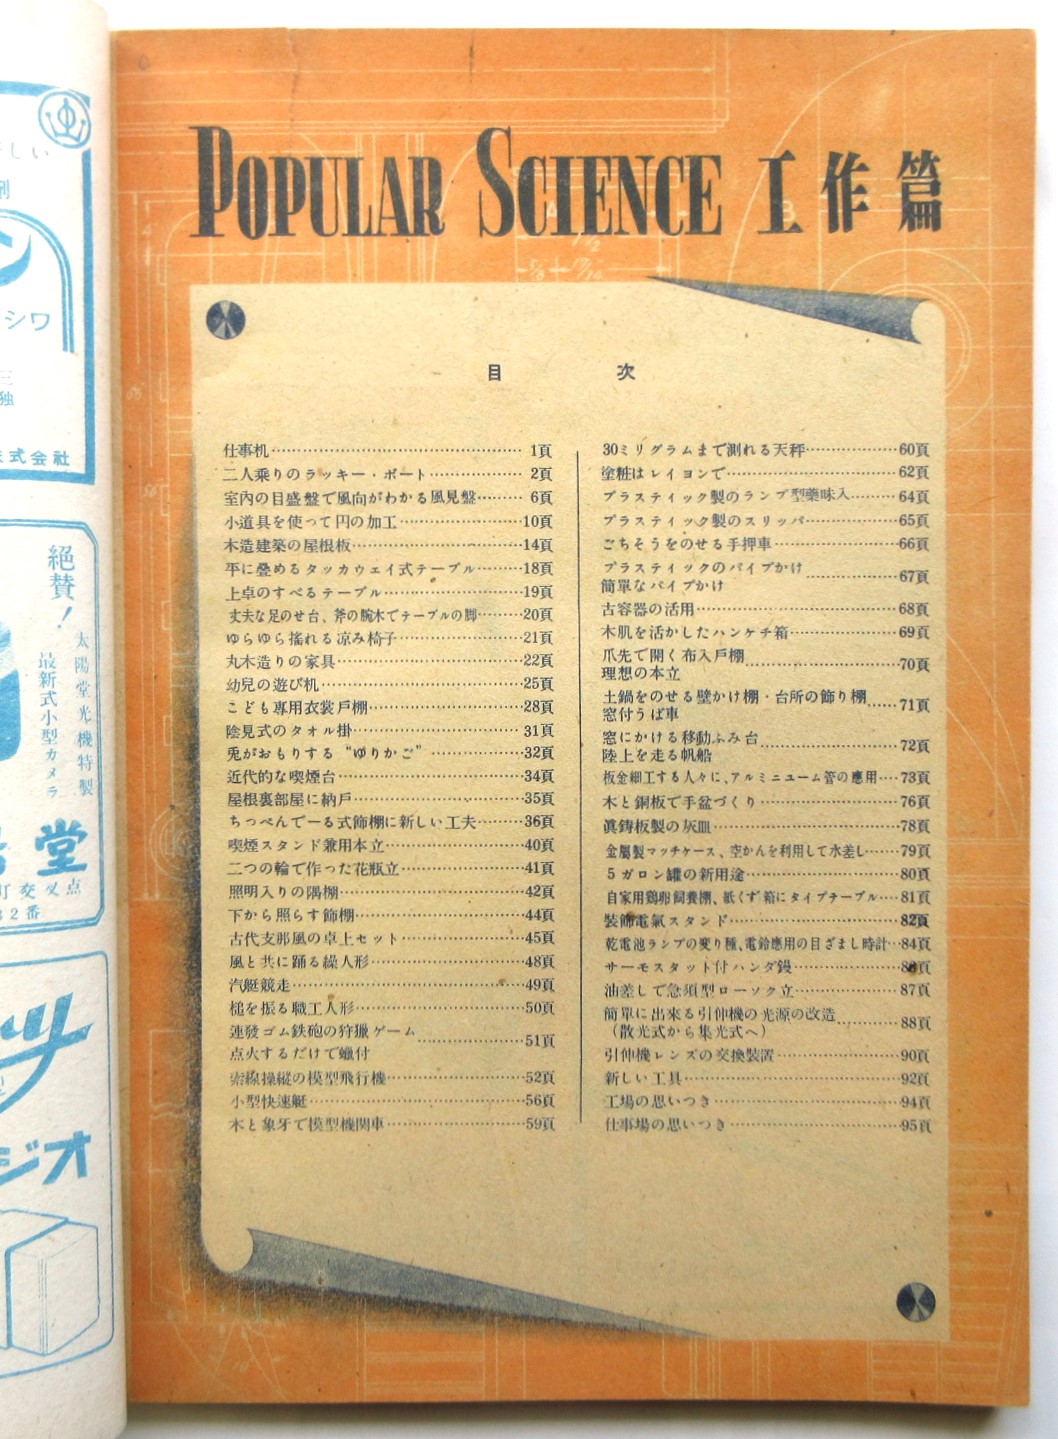 POPULAR SCIENCE 工作篇
目次
仕事机 1頁
二人乗りのラッキー・ボート 2頁
室內の目盛盤で風向がわかる風見盤 6頁
小道具を使って円の加工 10頁
木造建築の屋根板 14頁
平に疊めるタッカウェイ式テーブル 18頁
上卓のすべるテーブル 19頁
丈夫な足のせ台、斧の腕木でテーブルの脚 20頁
ゆらゆら搖れる凉み椅子 21頁
丸木造りの家具 22頁
幼兒の遊び机 25頁
こども専用衣裳戶棚 28頁
陰見式のタオル掛 31頁
兎がおもりする“ゆりかご” 32頁
近代的な喫煙台 34頁
屋根裏部屋に納戶 35頁
ちっぺんでーる式飾棚に新しい工夫 36頁
喫煙スタンド兼用本立 40頁
二つの輪で作った花瓶立 41頁
照明入りの隅棚 42頁
下から照らす飾棚 44頁
古代支那風の卓上セット 45頁
風と共に踊る繰人形 48頁
汽艇競走 49頁
槌を振る職工人形 50頁
連發ゴム鉄砲の狩獵ゲーム
点火するだけで蠟付 51頁
索線操縱の模型飛行機 52頁
小型快速艇 56頁
木と象牙で模型機関車 59頁
30ミリグラムまで測れる天秤 60頁
塗粧はレイヨンで 62頁
プラスティック製のランプ型藥味入 64頁
プラスティック製のスリッパ 65頁
ごちそうをのせる手押車 66頁
プラスティックのパイプかけ
簡單なパイプかけ 67頁
古容器の活用 68頁
木肌を活かしたハンケチ箱 69頁
爪先で開く布入戶棚
理想の本立 70頁
土鍋をのせる壁かけ棚・台所の飾り棚
窓付うば車 71頁
窓にかける移動ふみ台
陸上を走る帆船 72頁
板金細工する人々に、アルミニューム管の應用 73頁
木と銅板で手盆づくり 76頁
眞鋳板製の灰皿 78頁
金属製マッチケース、空かんを利用して水差し 79頁
5ガロン罐の新用途 80頁
自家用鶏卵飼養棚、紙くず箱にタイプテーブル 81頁
裝飾電氣スタンド 82頁
乾電池ランプの変り種、電鈴應用の目ざまし時計 84頁
サーモスタット付ハンダ鏝 頁
油差しで急須型ローソク立 87頁
簡單に出來る引伸機の光源の改造
(散光式から集光式へ) 88頁
引伸機レンズの交換裝置 90頁
新しい工具 92頁
工場の思いつき 94頁
仕事場の思いつき 95頁
しい
ン
シワ
三
独
式会社
絶賛!
太陽堂光機特製
最新式小型カメラ
堂
町交叉点
32番
ッツ
ジオ